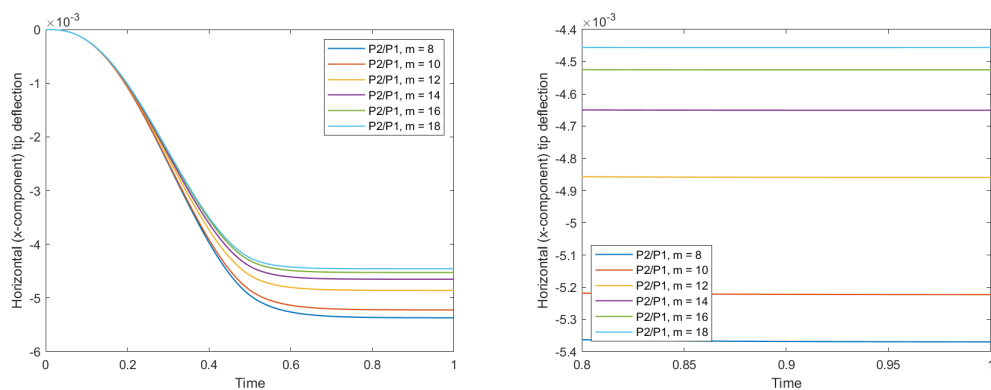 ×10⁻³
0
-1
-2
-3
-4
-5
-6
Horizontal (x-component) tip deflection
P2/P1, m = 8
P2/P1, m = 10
P2/P1, m = 12
P2/P1, m = 14
P2/P1, m = 16
P2/P1, m = 18
0 0.2 0.4 0.6 0.8 1
Time
×10⁻³
-4.4
-4.5
-4.6
-4.7
-4.8
-4.9
-5
-5.1
-5.2
-5.3
-5.4
Horizontal (x-component) tip deflection
P2/P1, m = 8
P2/P1, m = 10
P2/P1, m = 12
P2/P1, m = 14
P2/P1, m = 16
P2/P1, m = 18
0.8 0.85 0.9 0.95 1
Time